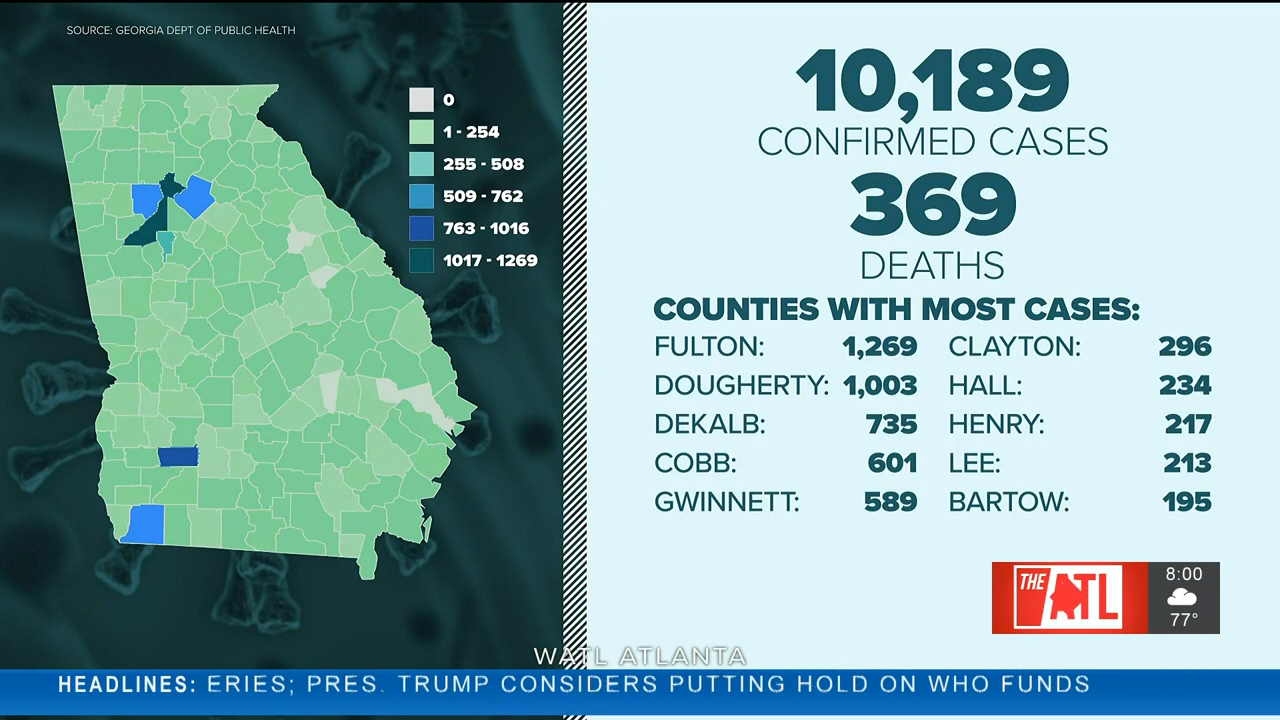 SOURCE: GEORGIA DEPT OF PUBLIC HEALTH
0
1 - 254
255 - 508
509 - 762
763 - 1016
1017 - 1269
10,189
CONFIRMED CASES
369
DEATHS
COUNTIES WITH MOST CASES:
FULTON: 1,269 CLAYTON: 296
DOUGHERTY: 1,003 HALL: 234
DEKALB: 735 HENRY: 217
COBB: 601 LEE: 213
GWINNETT: 589 BARTOW: 195
THE ATL
8:00
77°
WATL ATLANTA
HEADLINES: ERIES; PRES. TRUMP CONSIDERS PUTTING HOLD ON WHO FUNDS